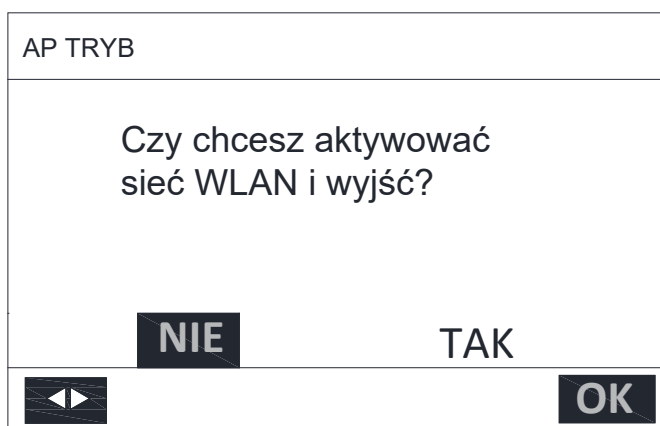 AP TRYB
Czy chcesz aktywować
sieć WLAN i wyjść?
NIE TAK
OK